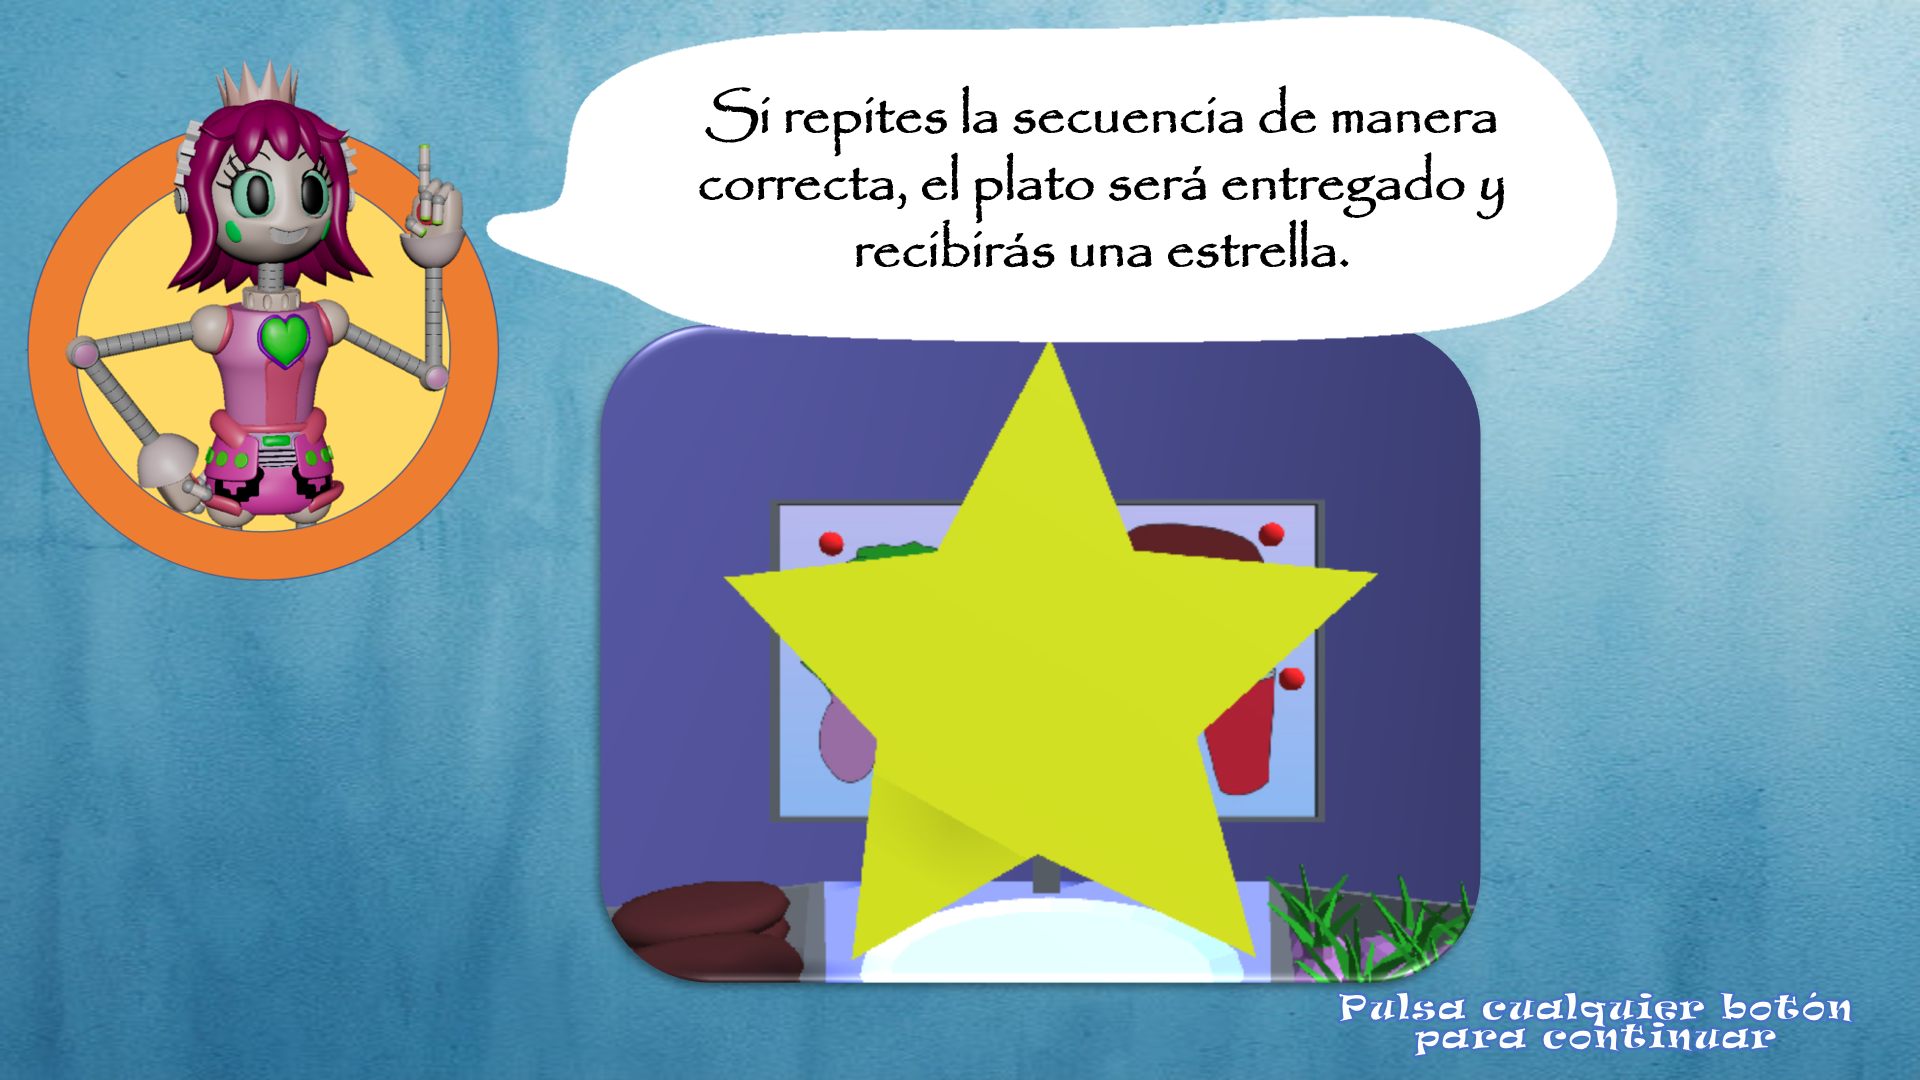 Si repites la secuencia de manera
correcta, el plato será entregado y
recibirás una estrella.
Pulsa cualquier botón
para continuar